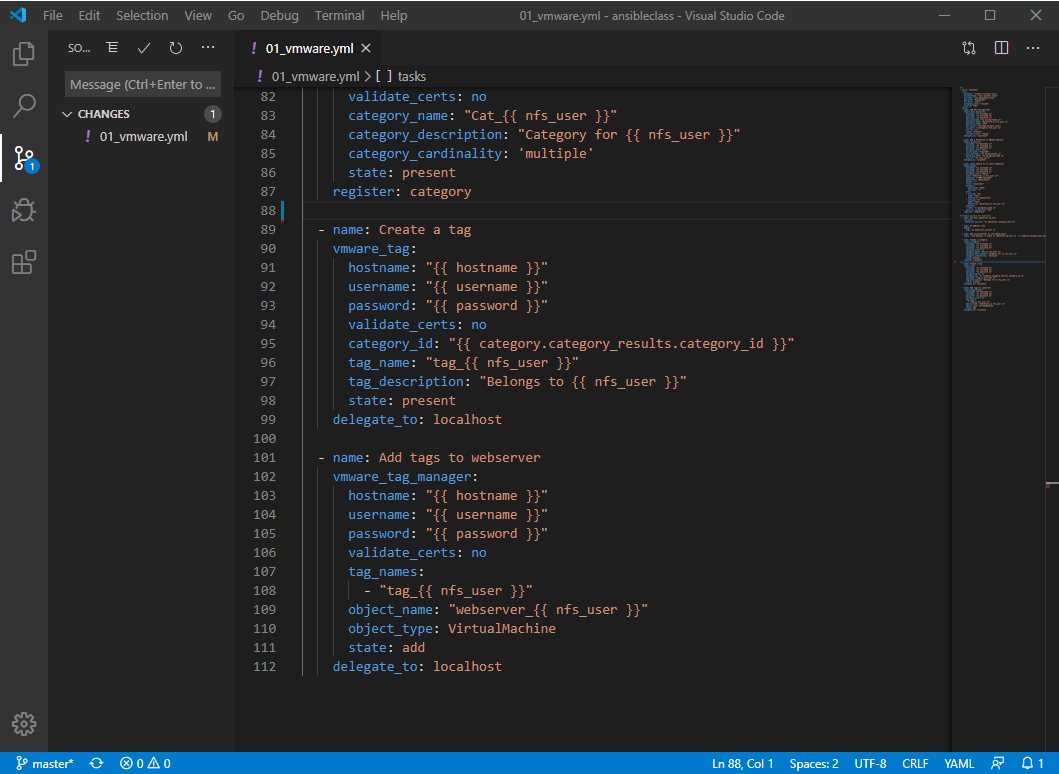 File Edit Selection View Go Debug Terminal Help 01_vmware.yml - ansibleclass - Visual Studio Code
SO... 
! 01_vmware.yml
Message (Ctrl+Enter to ...
! 01_vmware.yml > [ ] tasks
CHANGES 1
! 01_vmware.yml M
1
82 validate_certs: no
83 category_name: "Cat_{{ nfs_user }}"
84 category_description: "Category for {{ nfs_user }}"
85 category_cardinality: 'multiple'
86 state: present
87 register: category
88
89 - name: Create a tag
90 vmware_tag:
91 hostname: "{{ hostname }}"
92 username: "{{ username }}"
93 password: "{{ password }}"
94 validate_certs: no
95 category_id: "{{ category.category_results.category_id }}"
96 tag_name: "tag_{{ nfs_user }}"
97 tag_description: "Belongs to {{ nfs_user }}"
98 state: present
99 delegate_to: localhost
100
101 - name: Add tags to webserver
102 vmware_tag_manager:
103 hostname: "{{ hostname }}"
104 username: "{{ username }}"
105 password: "{{ password }}"
106 validate_certs: no
107 tag_names:
108 - "tag_{{ nfs_user }}"
109 object_name: "webserver_{{ nfs_user }}"
110 object_type: VirtualMachine
111 state: add
112 delegate_to: localhost
master* 0 0 Ln 88, Col 1 Spaces: 2 UTF-8 CRLF YAML 1